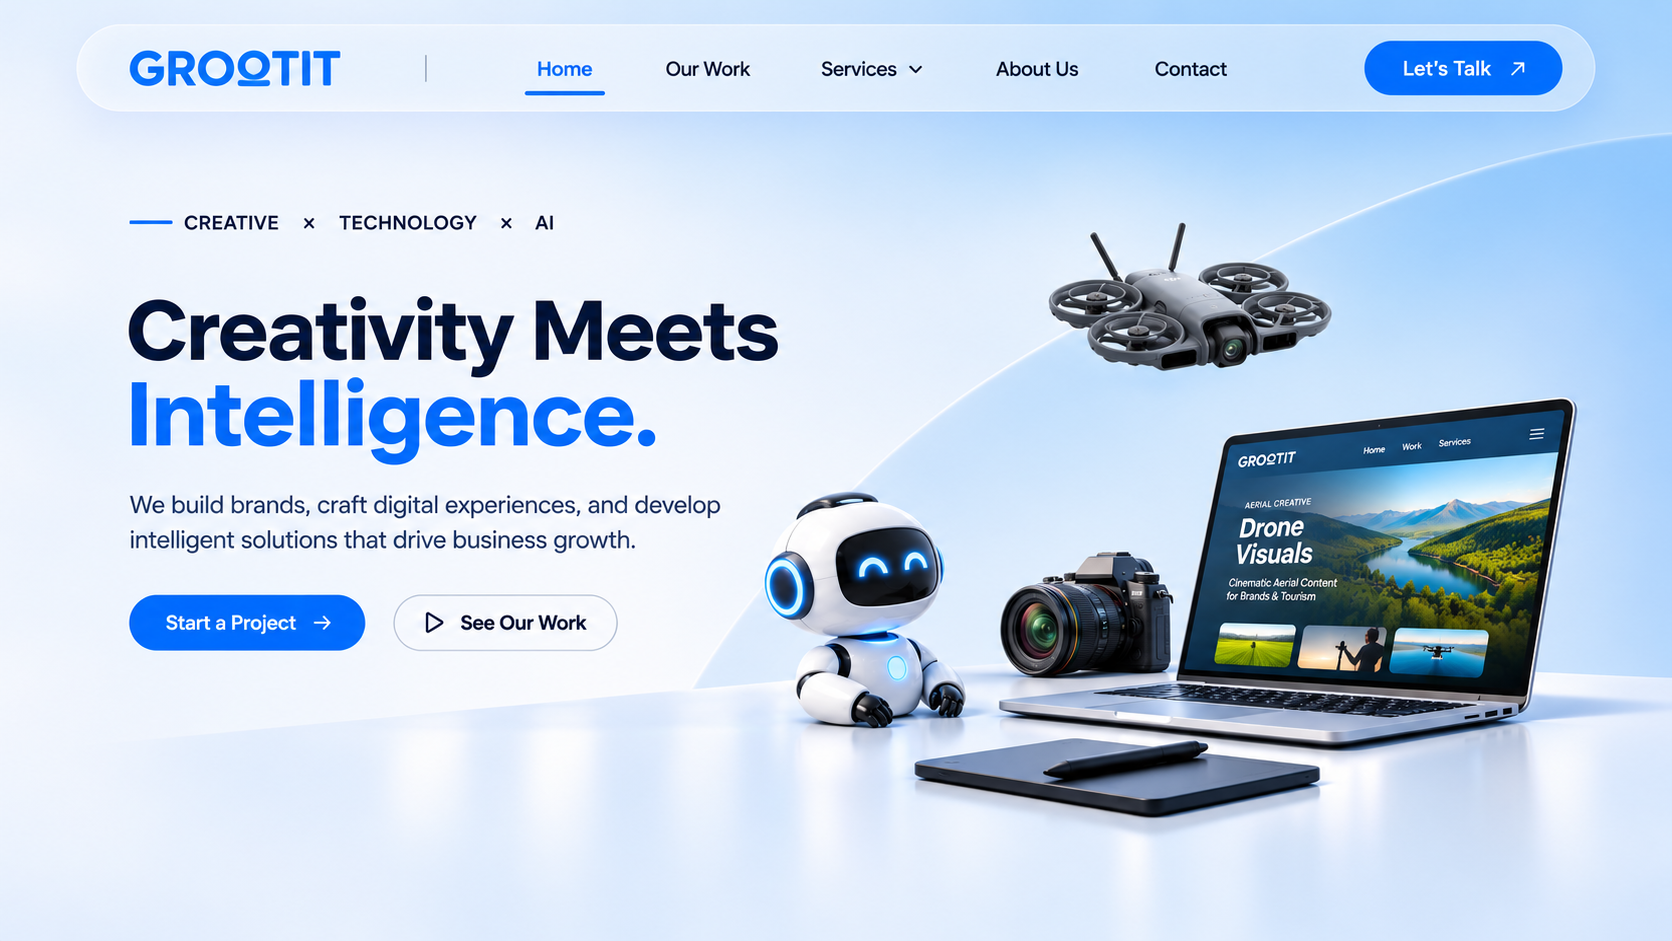 GROOTIT
Home
Our Work
Services
About Us
Contact
Let's Talk
CREATIVE × TECHNOLOGY × AI
Creativity Meets
Intelligence.
We build brands, craft digital experiences, and develop
intelligent solutions that drive business growth.
Start a Project
See Our Work
GROOTIT
Home
Work
Services
AERIAL CREATIVE
Drone
Visuals
Cinematic Aerial Content
for Brands & Tourism